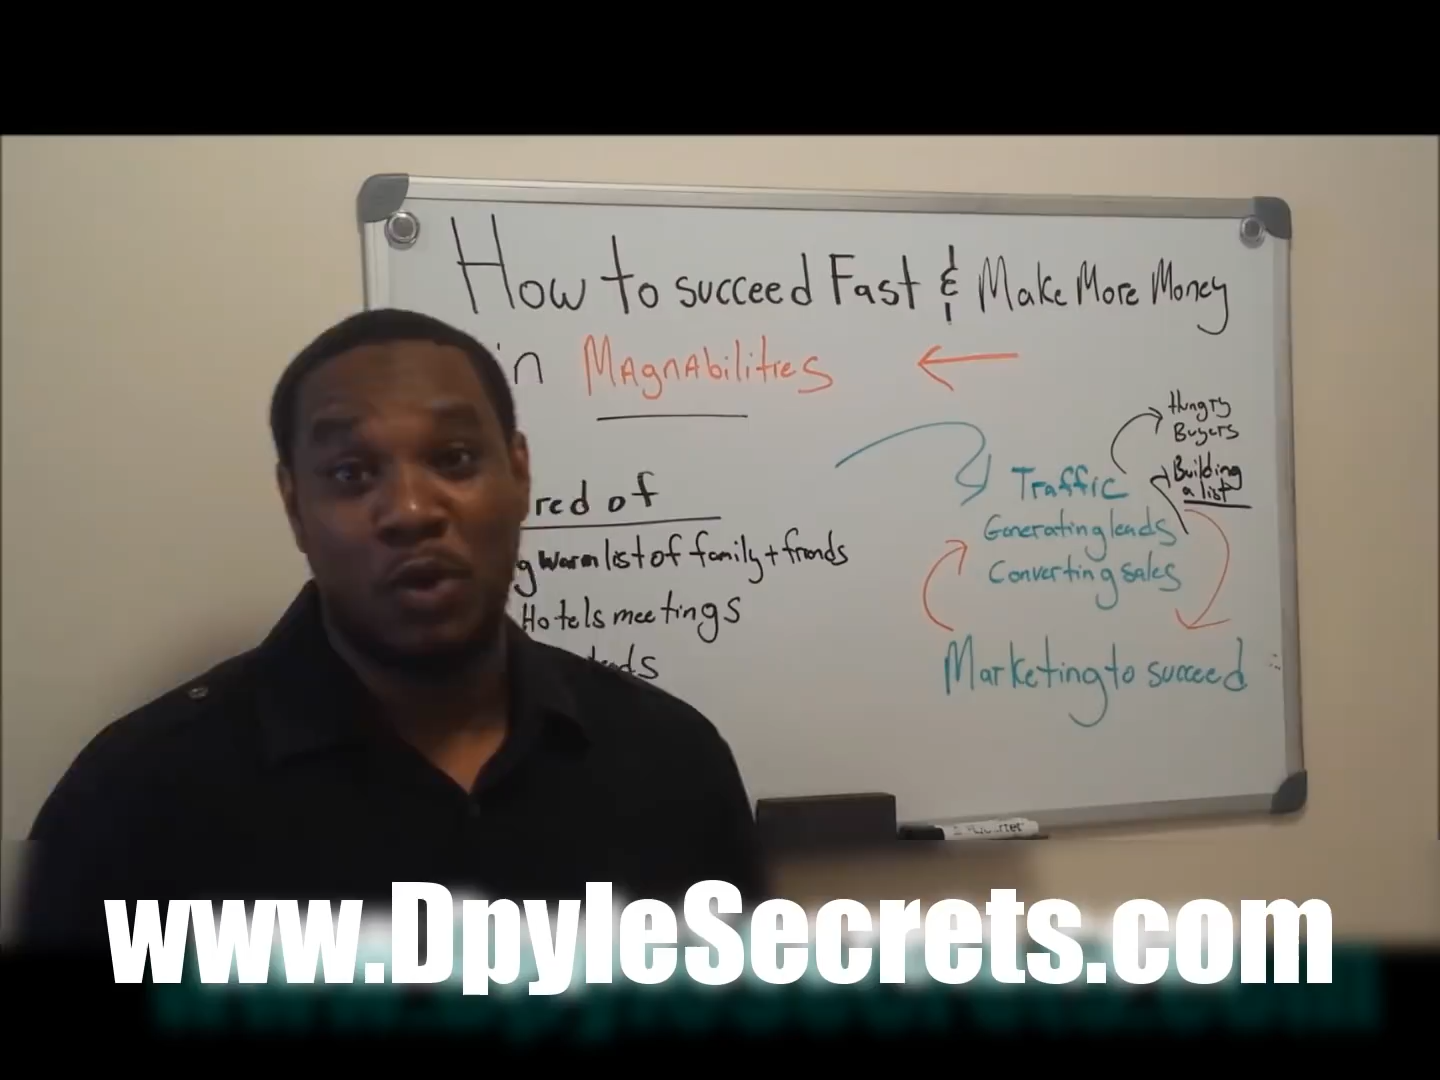 How to succeed Fast & Make More Money
in MAgnAbilities
red of
g warm list of family + friends
Hotels meetings
Traffic
Generating leads
Converting sales
Hungry
Buyers
Building
a list
Marketing to succeed
www.DpyleSecrets.com